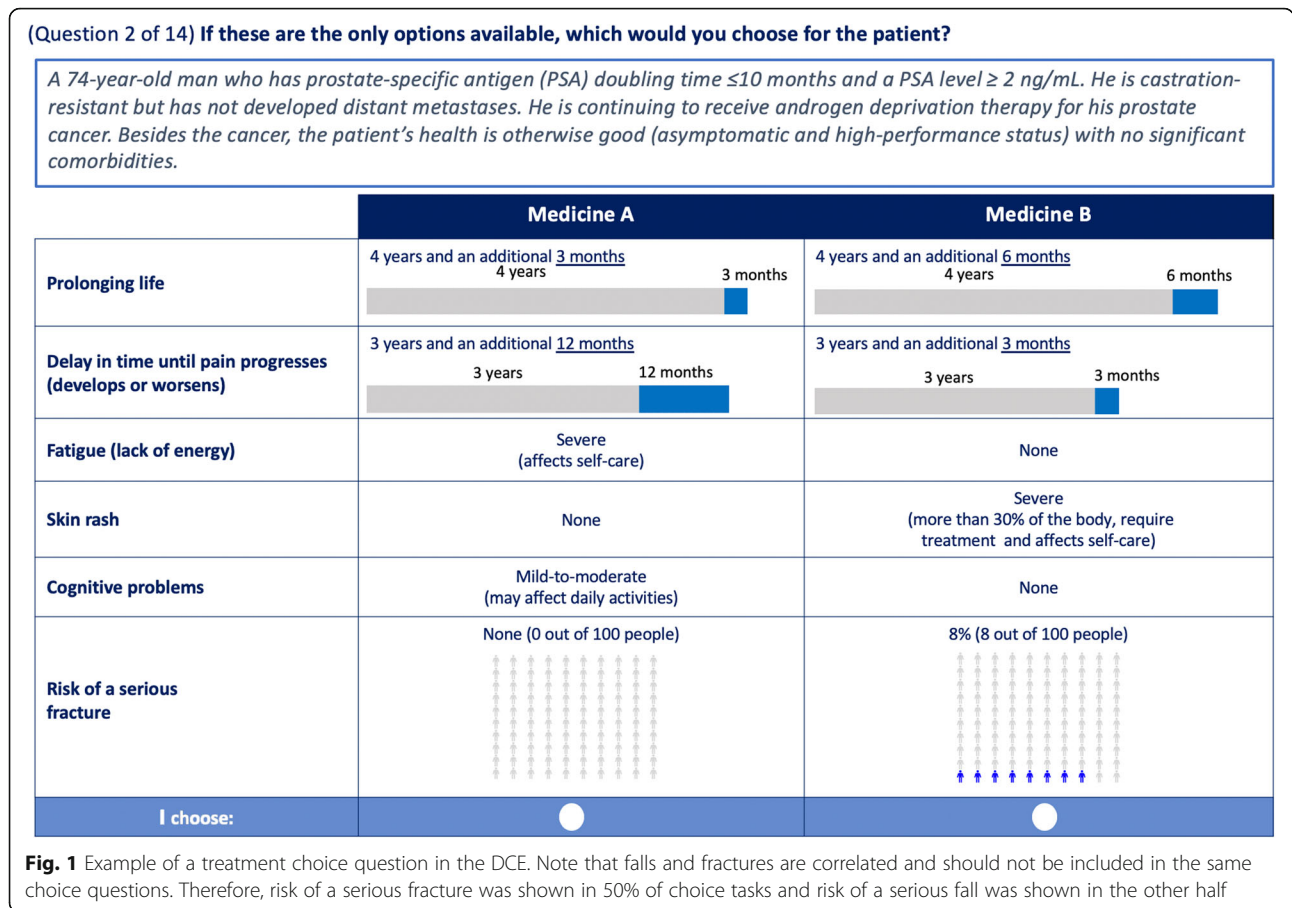 (Question 2 of 14) If these are the only options available, which would you choose for the patient?
A 74-year-old man who has prostate-specific antigen (PSA) doubling time ≤10 months and a PSA level ≥ 2 ng/mL. He is castration-
resistant but has not developed distant metastases. He is continuing to receive androgen deprivation therapy for his prostate
cancer. Besides the cancer, the patient's health is otherwise good (asymptomatic and high-performance status) with no significant
comorbidities.
Medicine A
Medicine B
Prolonging life
4 years and an additional 3 months
4 years
3 months
4 years and an additional 6 months
4 years
6 months
Delay in time until pain progresses
(develops or worsens)
3 years and an additional 12 months
3 years
12 months
3 years and an additional 3 months
3 years
3 months
Fatigue (lack of energy)
Severe
(affects self-care)
None
Skin rash
None
Severe
(more than 30% of the body, require
treatment and affects self-care)
Cognitive problems
Mild-to-moderate
(may affect daily activities)
None
Risk of a serious
fracture
None (0 out of 100 people)
8% (8 out of 100 people)
I choose:
Fig. 1 Example of a treatment choice question in the DCE. Note that falls and fractures are correlated and should not be included in the same
choice questions. Therefore, risk of a serious fracture was shown in 50% of choice tasks and risk of a serious fall was shown in the other half